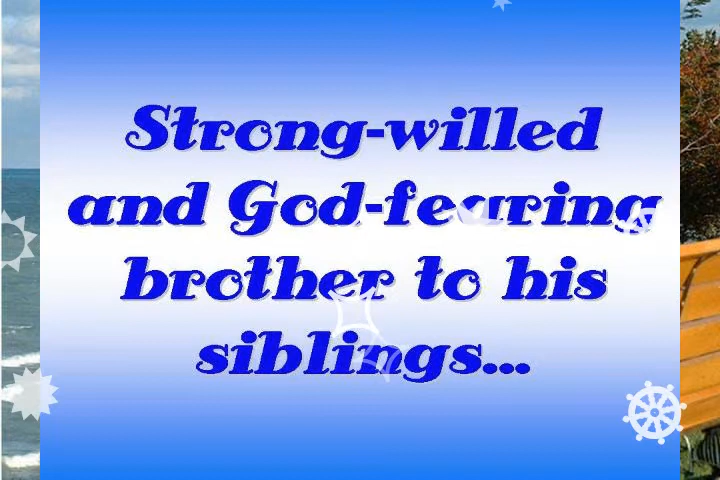 Strong-willed
and God-fearing
brother to his
siblings...